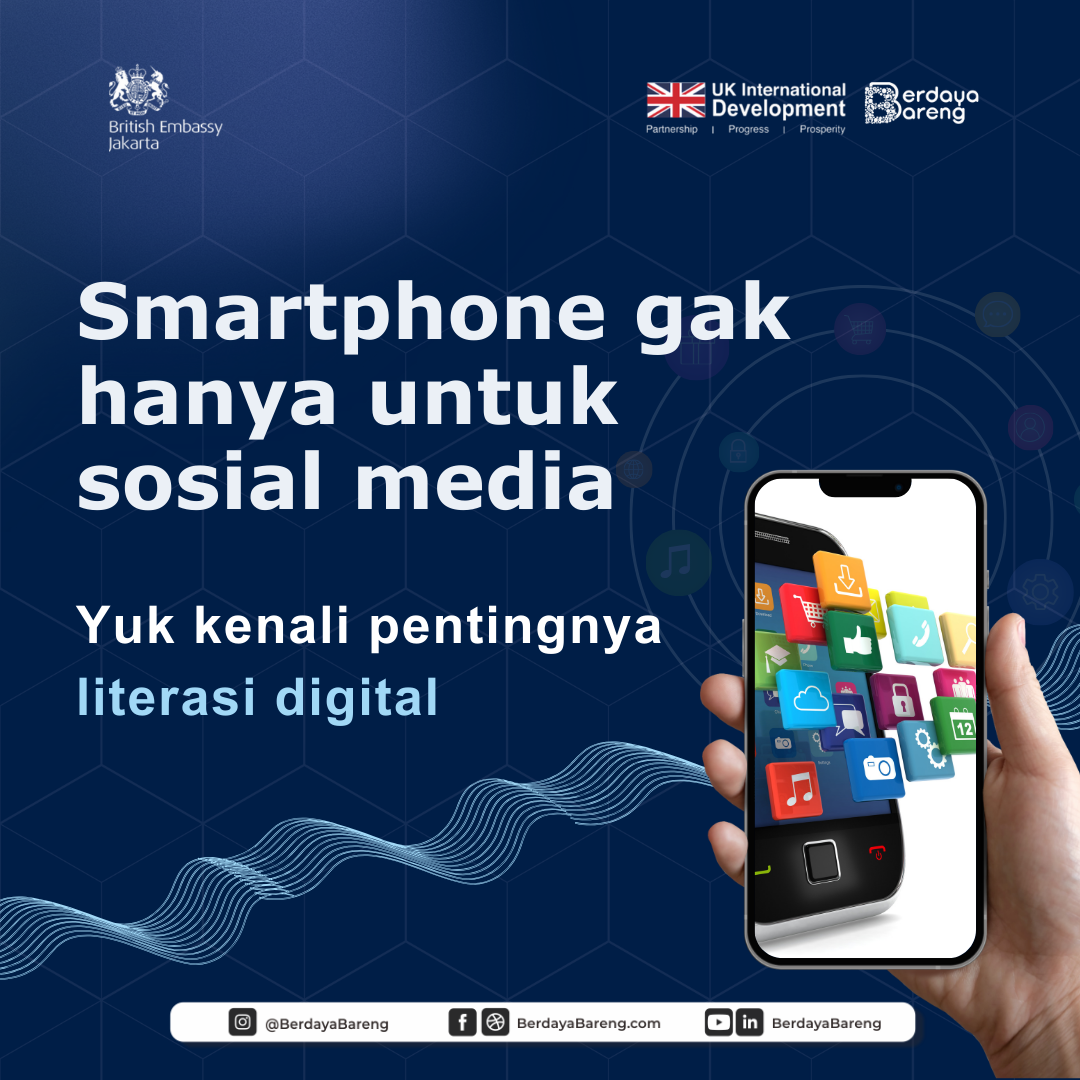 British Embassy
Jakarta
UK International
Development
Partnership | Progress | Prosperity
Berdaya
Bareng
Smartphone gak
hanya untuk
sosial media
Yuk kenali pentingnya
literasi digital
12
@BerdayaBareng
BerdayaBareng.com
BerdayaBareng